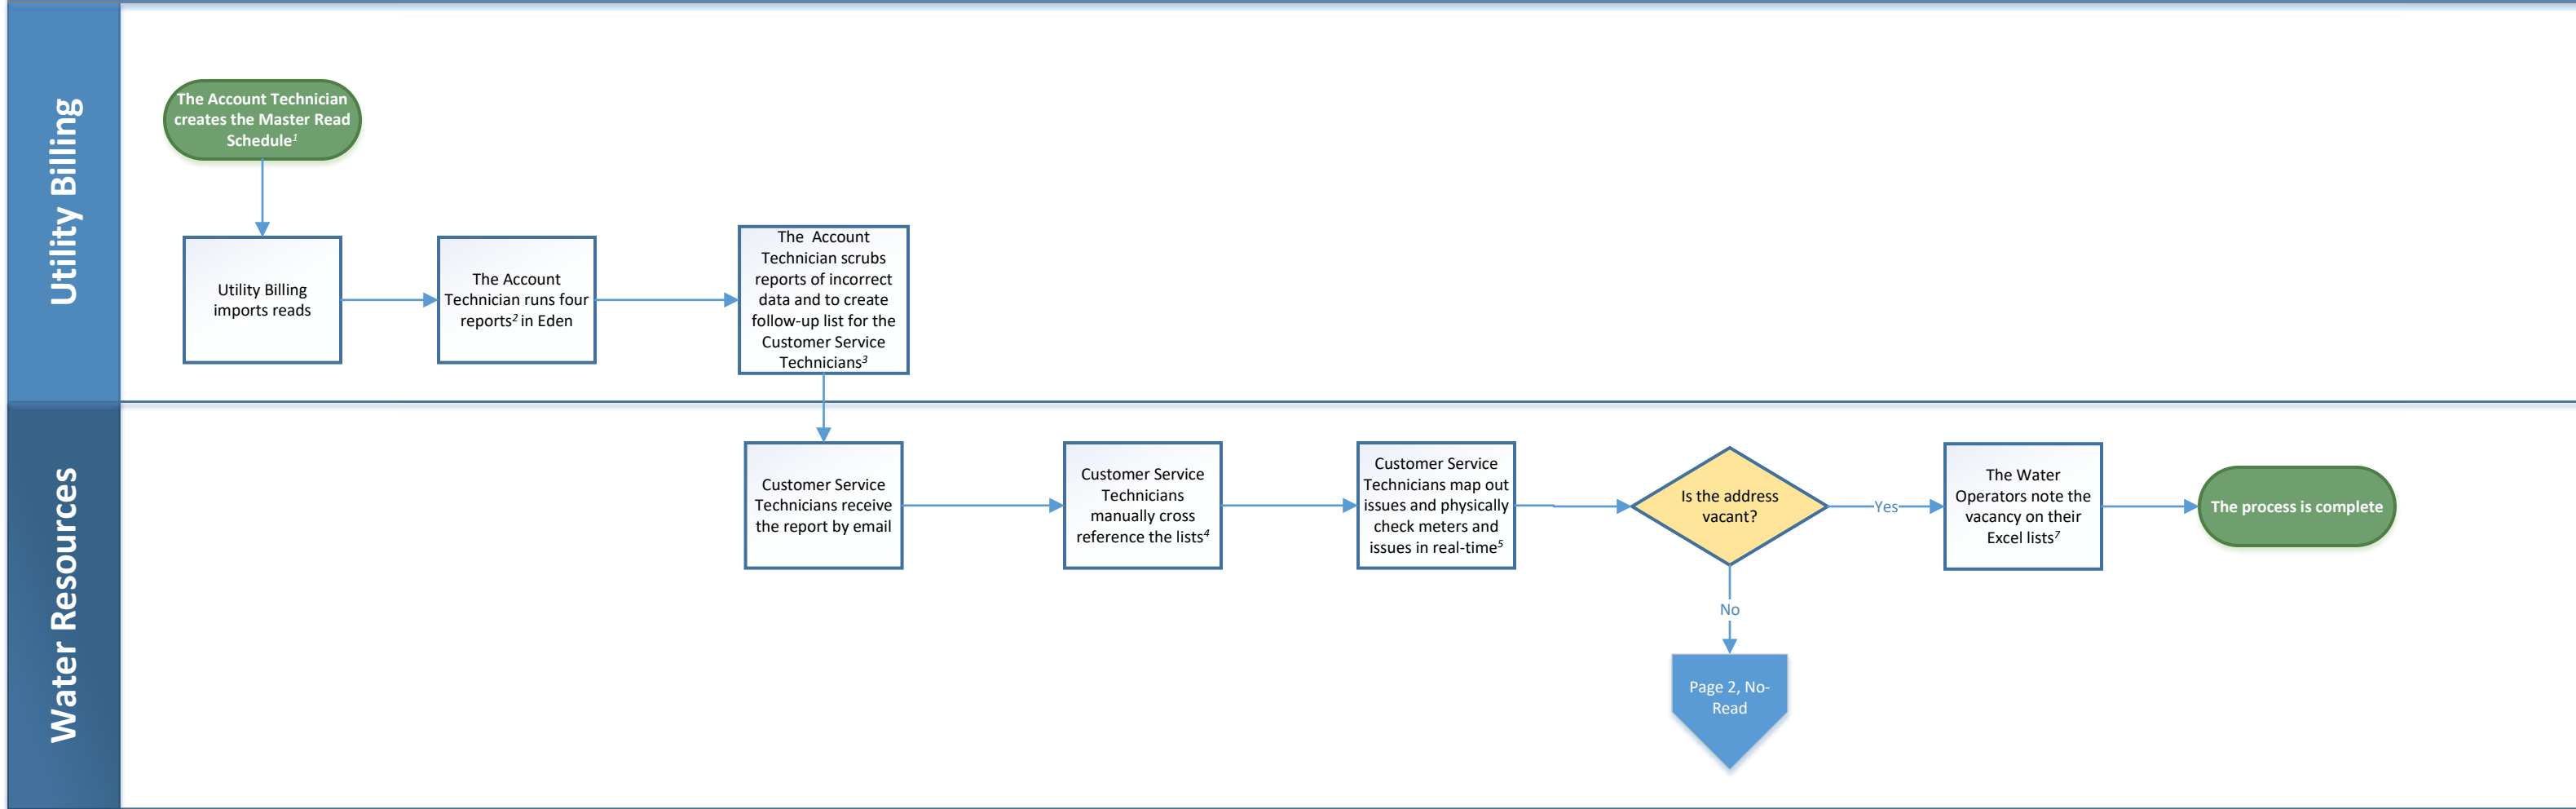 Utility Billing
The Account Technician
creates the Master Read
Schedule1
Utility Billing
imports reads
The Account
Technician runs four
reports2 in Eden
The  Account
Technician scrubs
reports of incorrect
data and to create
follow-up list for the
Customer Service
Technicians3
Water Resources
Customer Service
Technicians receive
the report by email
Customer Service
Technicians
manually cross
reference the lists4
Customer Service
Technicians map out
issues and physically
check meters and
issues in real-time5
Is the address
vacant?
Yes
The Water
Operators note the
vacancy on their
Excel lists7
The process is complete
No
Page 2, No-
Read